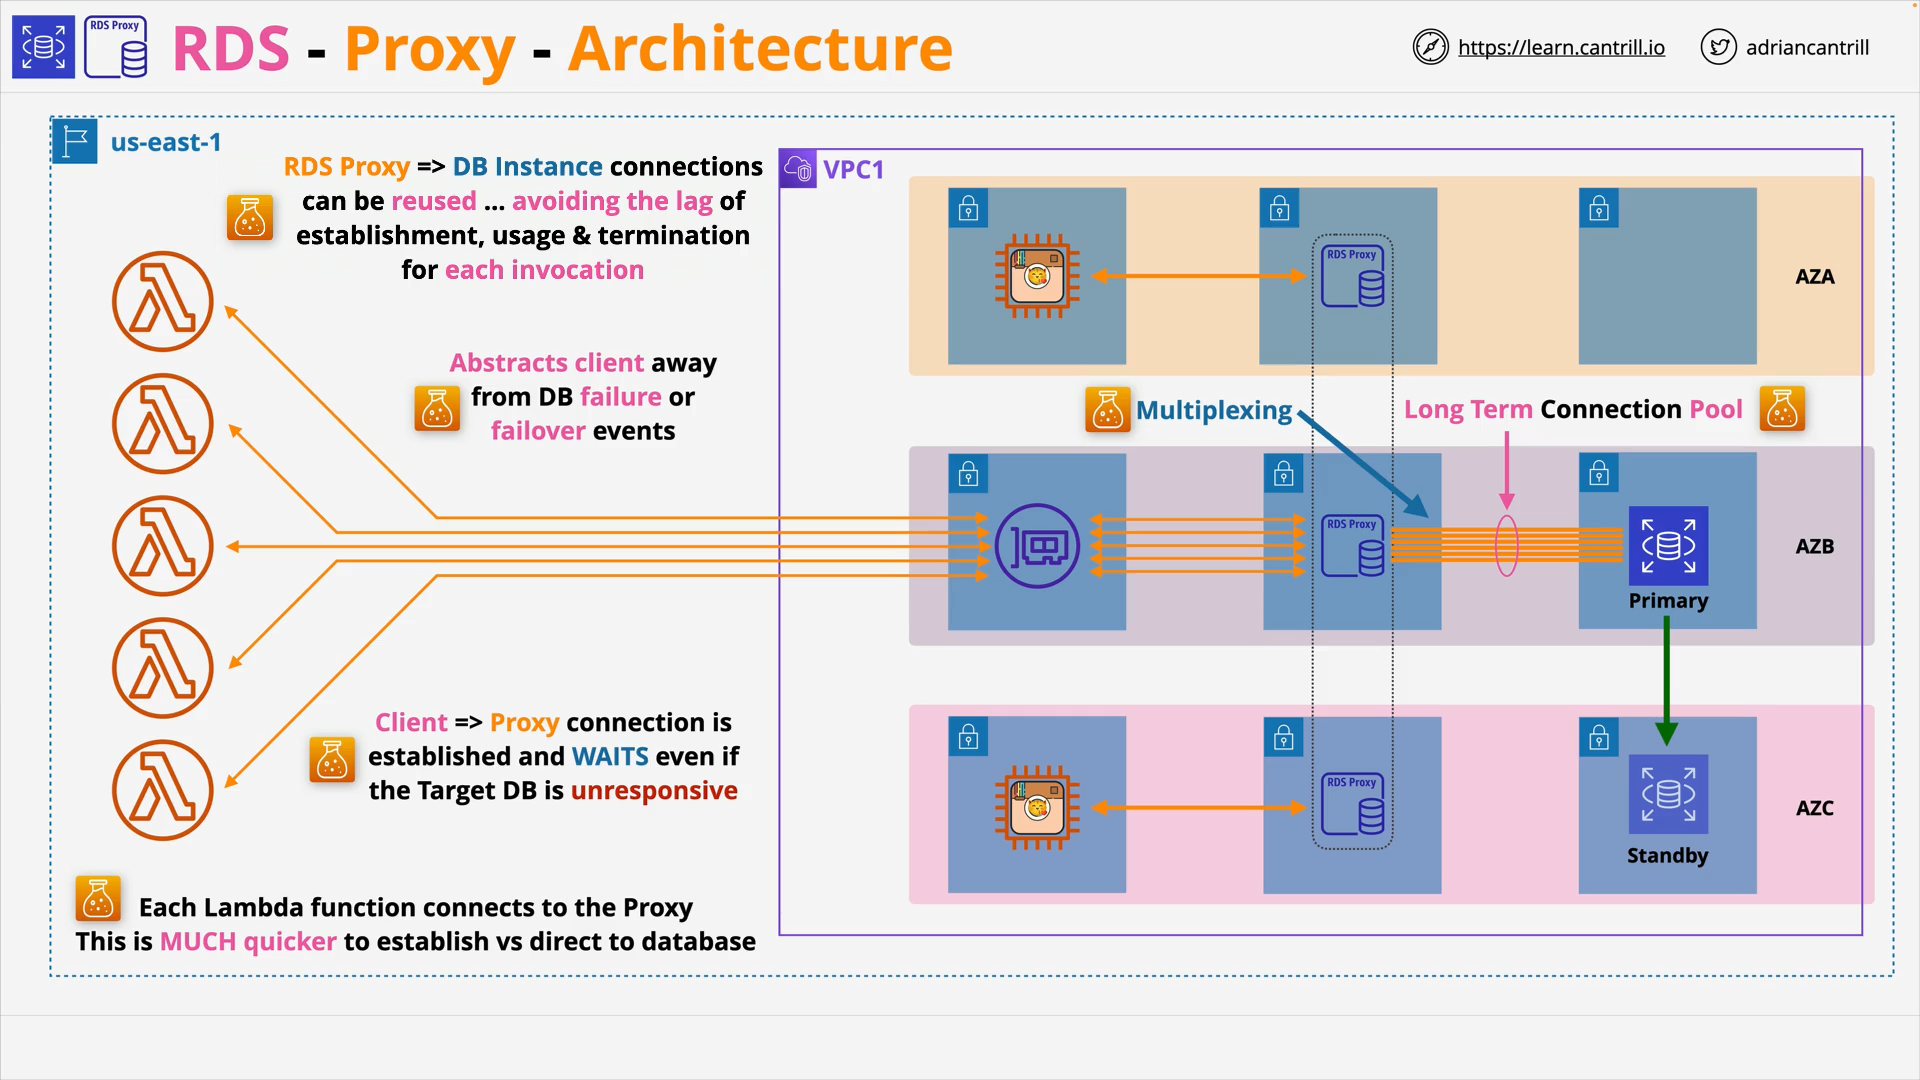 RDS Proxy
RDS - Proxy - Architecture
https://learn.cantrill.io
adriancantrill
us-east-1
RDS Proxy => DB Instance connections
can be reused ... avoiding the lag of
establishment, usage & termination
for each invocation
VPC1
RDS Proxy
AZA
Abstracts client away
from DB failure or
failover events
Multiplexing
Long Term Connection Pool
RDS Proxy
Primary
AZB
Client => Proxy connection is
established and WAITS even if
the Target DB is unresponsive
RDS Proxy
AZC
Standby
Each Lambda function connects to the Proxy
This is MUCH quicker to establish vs direct to database